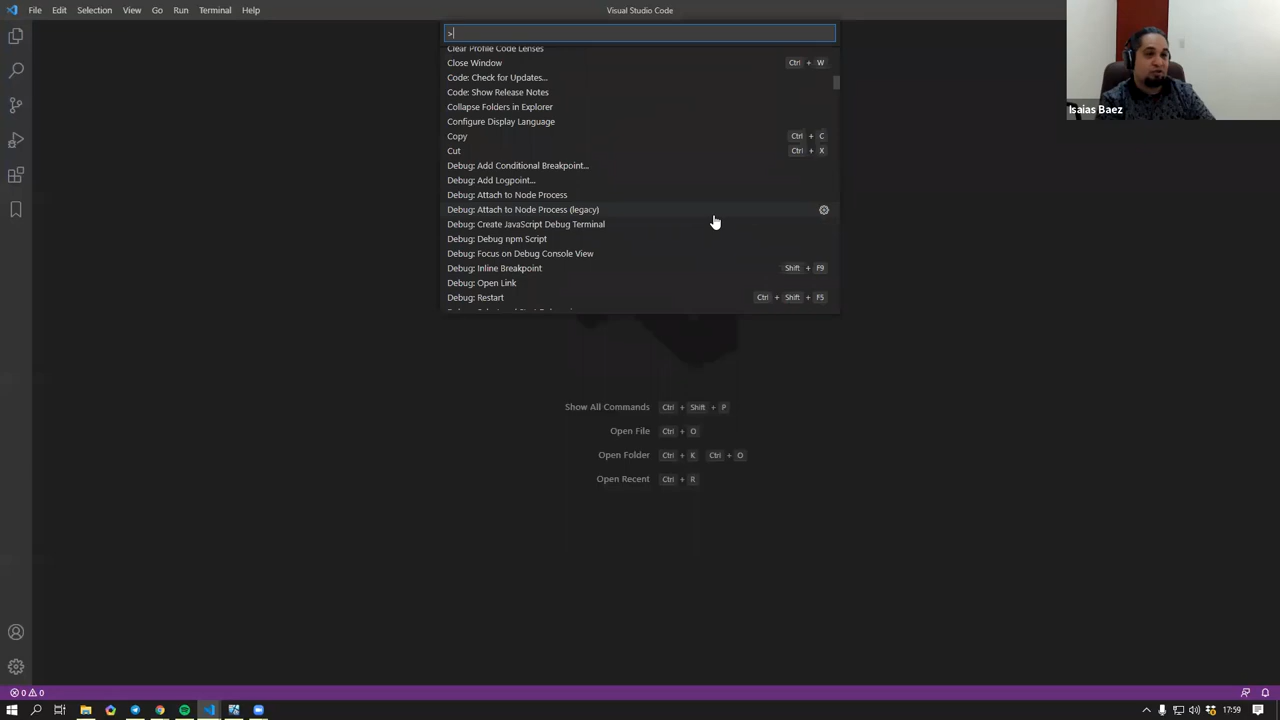 File Edit Selection View Go Run Terminal Help
Visual Studio Code
>
Clear Profile Code Lenses
Close Window Ctrl + W
Code: Check for Updates...
Code: Show Release Notes
Collapse Folders in Explorer
Configure Display Language
Copy Ctrl + C
Cut Ctrl + X
Debug: Add Conditional Breakpoint...
Debug: Add Logpoint...
Debug: Attach to Node Process
Debug: Attach to Node Process (legacy)
Debug: Create JavaScript Debug Terminal
Debug: Debug npm Script
Debug: Focus on Debug Console View
Debug: Inline Breakpoint Shift + F9
Debug: Open Link
Debug: Restart Ctrl + Shift + F5
Isaias Baez
Show All Commands Ctrl + Shift + P
Open File Ctrl + O
Open Folder Ctrl + K Ctrl + O
Open Recent Ctrl + R
0 0
17:59